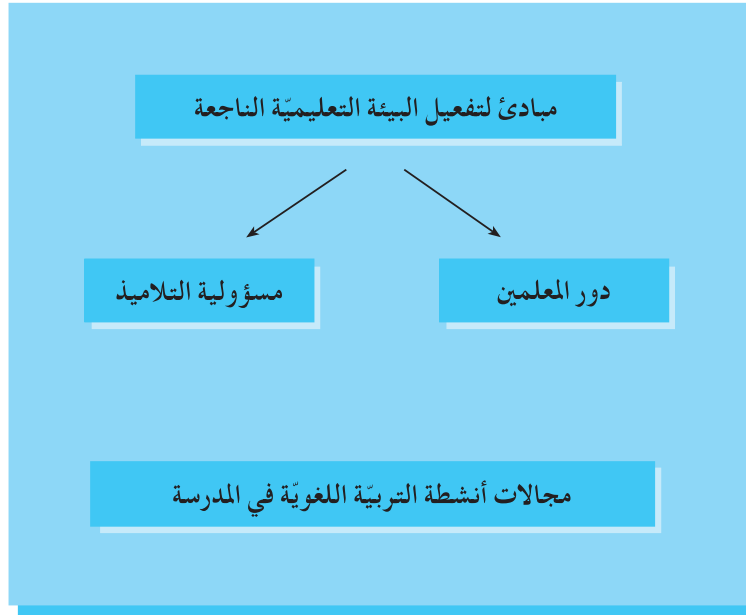 مبادئ لتفعيل البيئة التعليميّة الناجعة
دور المعلمين
مسؤولية التلاميذ
مجالات أنشطة التربيّة اللغويّة في المدرسة